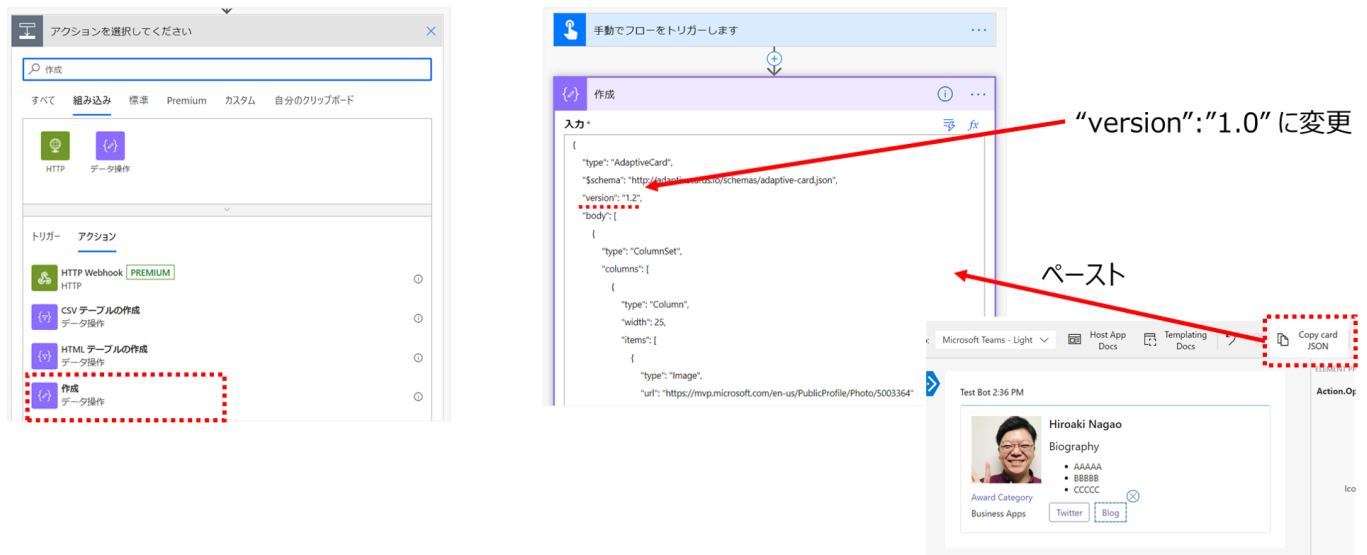 アクションを選択してください
作成
すべて 組み込み 標準 Premium カスタム 自分のクリップボード
HTTP データ操作
トリガー アクション
HTTP Webhook PREMIUM
HTTP
CSV テーブルの作成
データ操作
HTML テーブルの作成
データ操作
作成
データ操作
手動でフローをトリガーします
作成
入力*
fx
{
"type": "AdaptiveCard",
"$schema": "http://adaptivecards.io/schemas/adaptive-card.json",
"version": "1.2",
"body": [
{
"type": "ColumnSet",
"columns": [
{
"type": "Column",
"width": 25,
"items": [
{
"type": "Image",
"url": "https://mvp.microsoft.com/en-us/PublicProfile/Photo/5003364"
“version”:”1.0” に変更
ペースト
Microsoft Teams - Light
Host App
Docs
Templating
Docs
Copy card
JSON
Test Bot 2:36 PM
Hiroaki Nagao
Biography
• AAAAA
• BBBBB
• CCCCC
Award Category
Business Apps
Twitter Blog
Action.Op
Ico